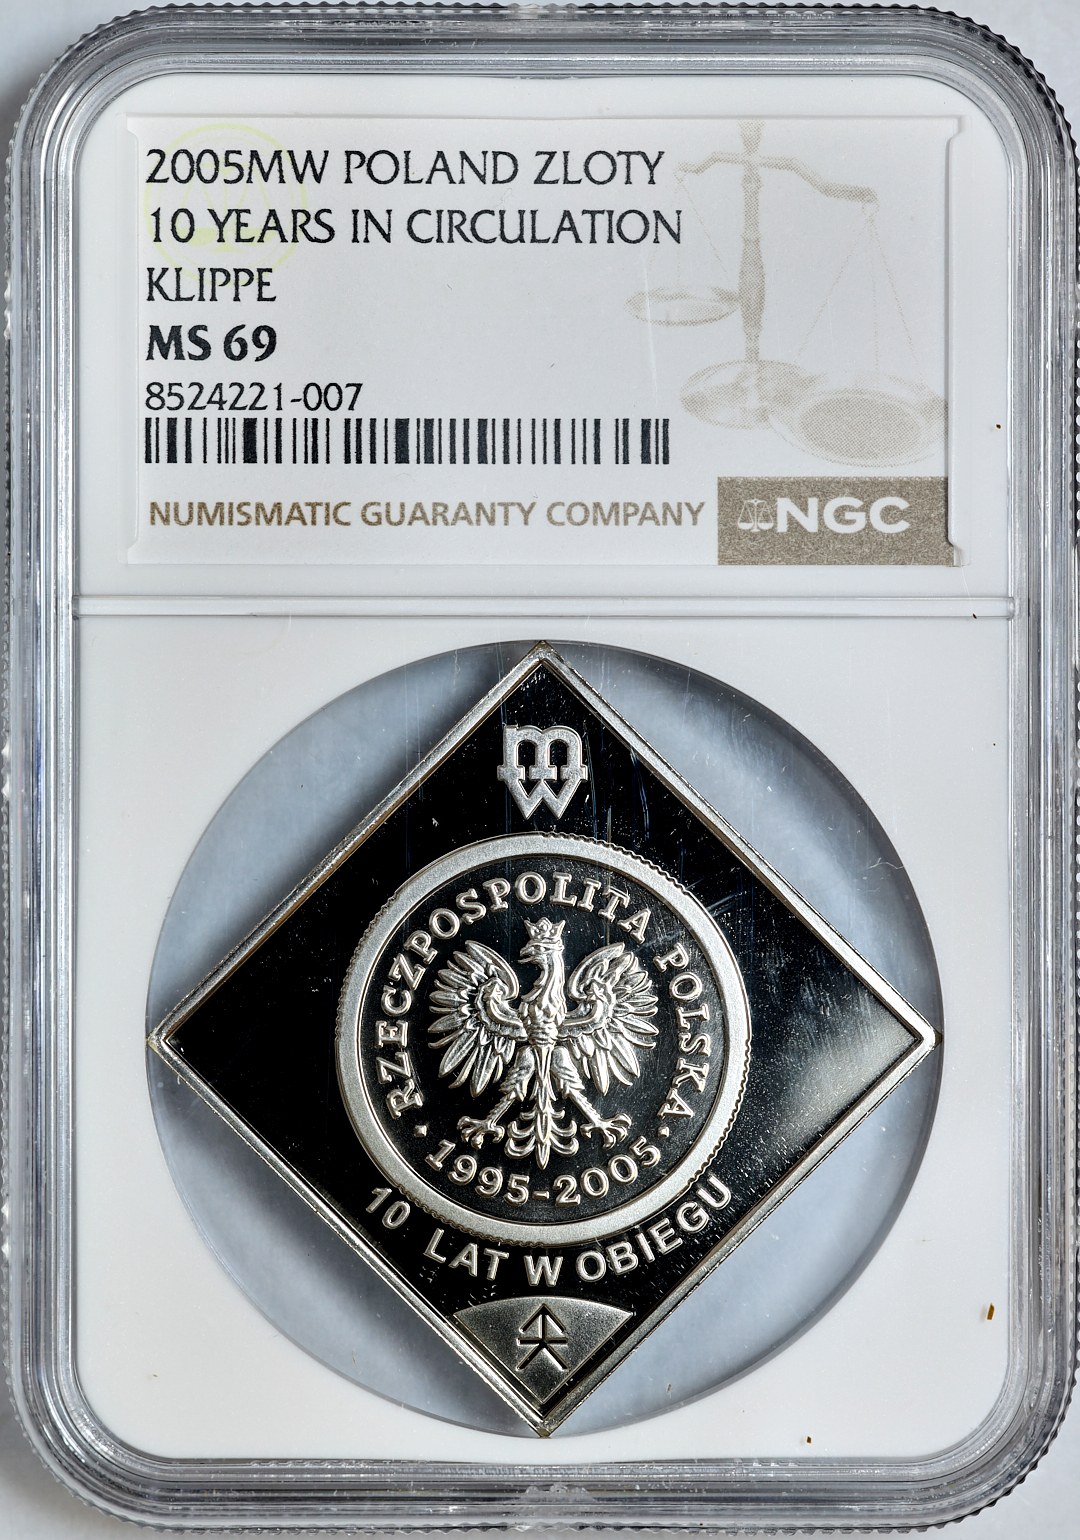 2005MW POLAND ZLOTY
10 YEARS IN CIRCULATION
KLIPPE
MS 69
8524221-007
NUMISMATIC GUARANTY COMPANY
NGC
mw
RZECZPOSPOLITA POLSKA
· 1995-2005 ·
10 LAT W OBIEGU